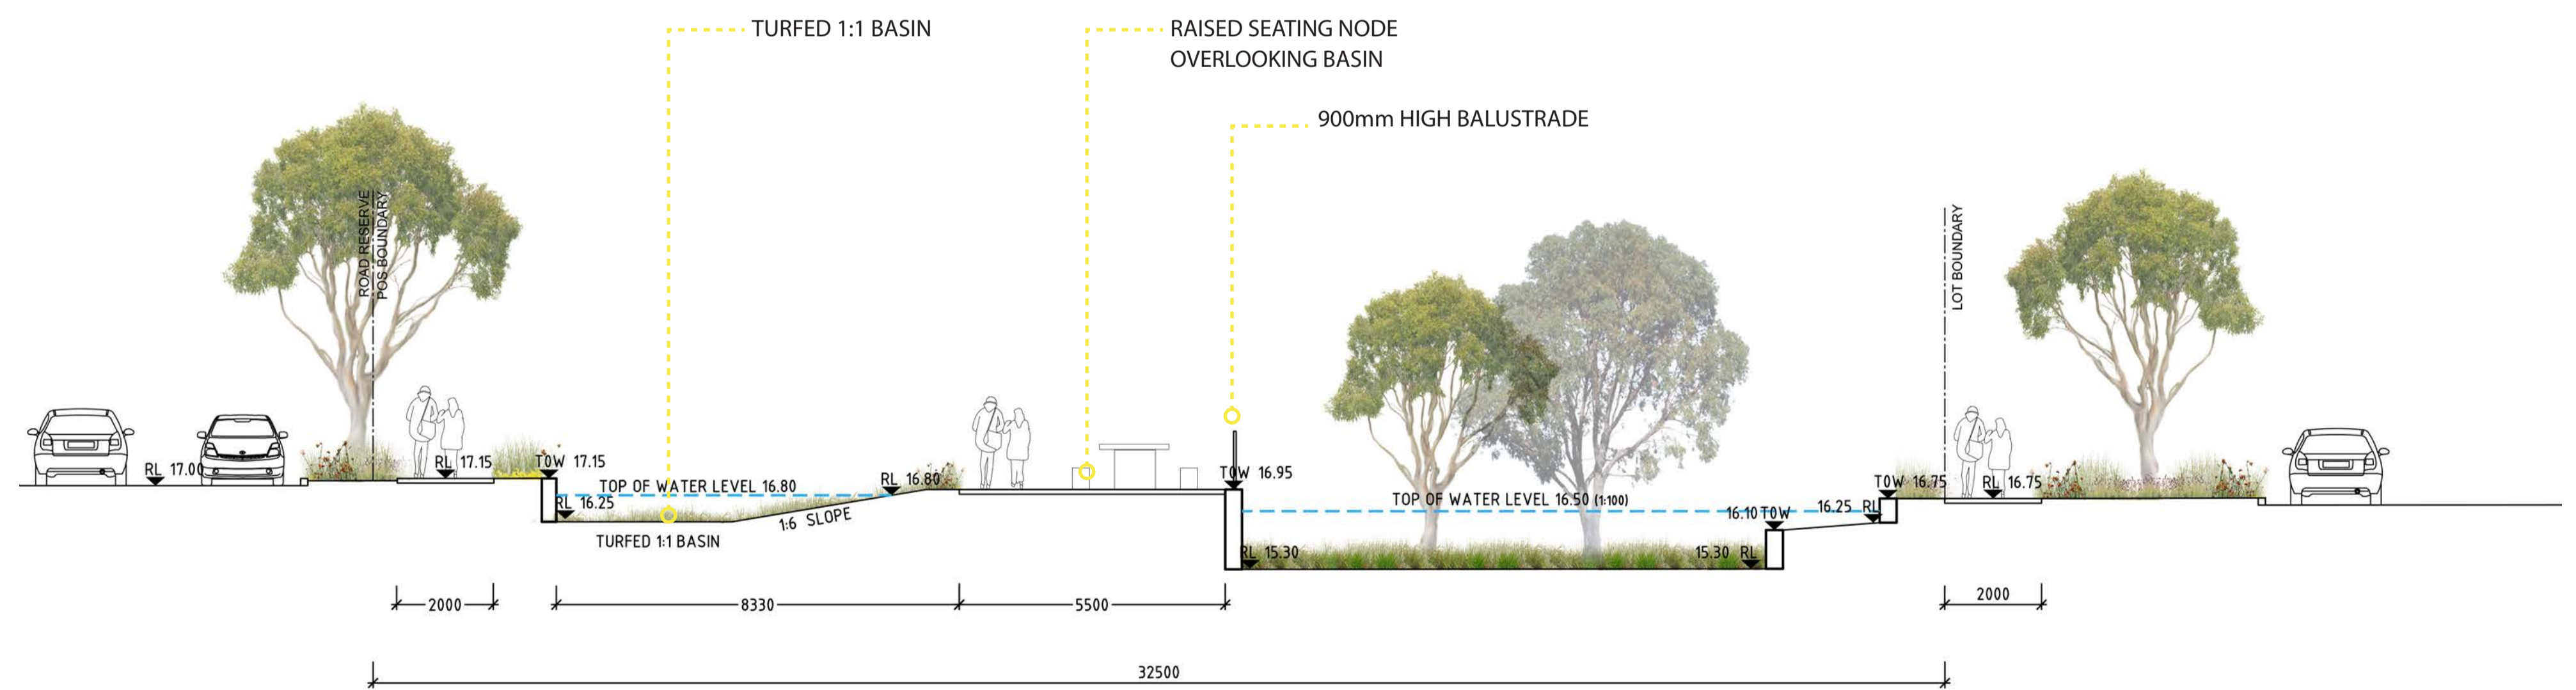 TURFED 1:1 BASIN
RAISED SEATING NODE
OVERLOOKING BASIN
900mm HIGH BALUSTRADE
ROAD RESERVE
POS BOUNDARY
LOT BOUNDARY
RL 17.00
RL 17.15
TOW 17.15
TOP OF WATER LEVEL 16.80
RL 16.25
RL 16.80
1:6 SLOPE
TURFED 1:1 BASIN
TOW 16.95
TOP OF WATER LEVEL 16.50 (1:100)
RL 15.30
15.30 RL
16.10 TOW
16.25 RL
TOW 16.75
RL 16.75
2000
8330
5500
2000
32500